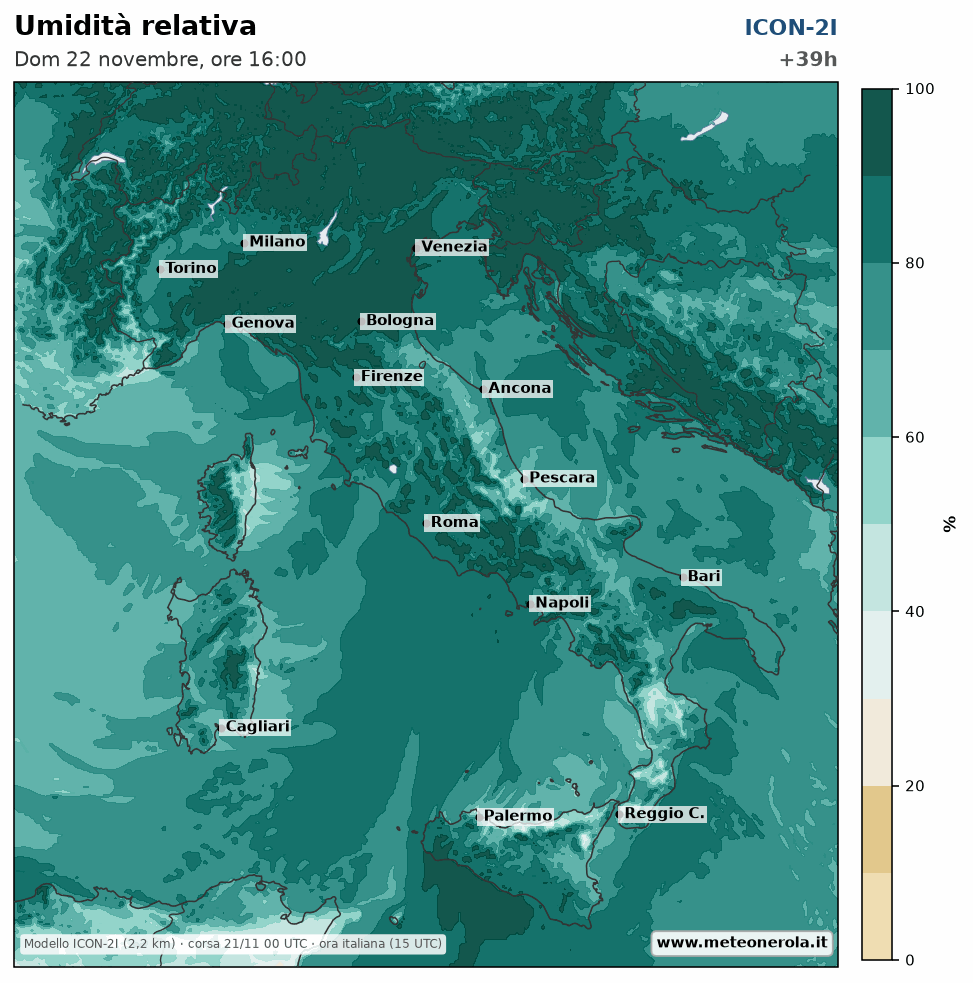 Umidità relativa
ICON-2I
Dom 22 novembre, ore 16:00
+39h
100
80
60
40
20
0
%
Milano
Venezia
Torino
Genova
Bologna
Firenze
Ancona
Pescara
Roma
Bari
Napoli
Cagliari
Palermo
Reggio C.
Modello ICON-2I (2,2 km) · corsa 21/11 00 UTC · ora italiana (15 UTC)
www.meteonerola.it